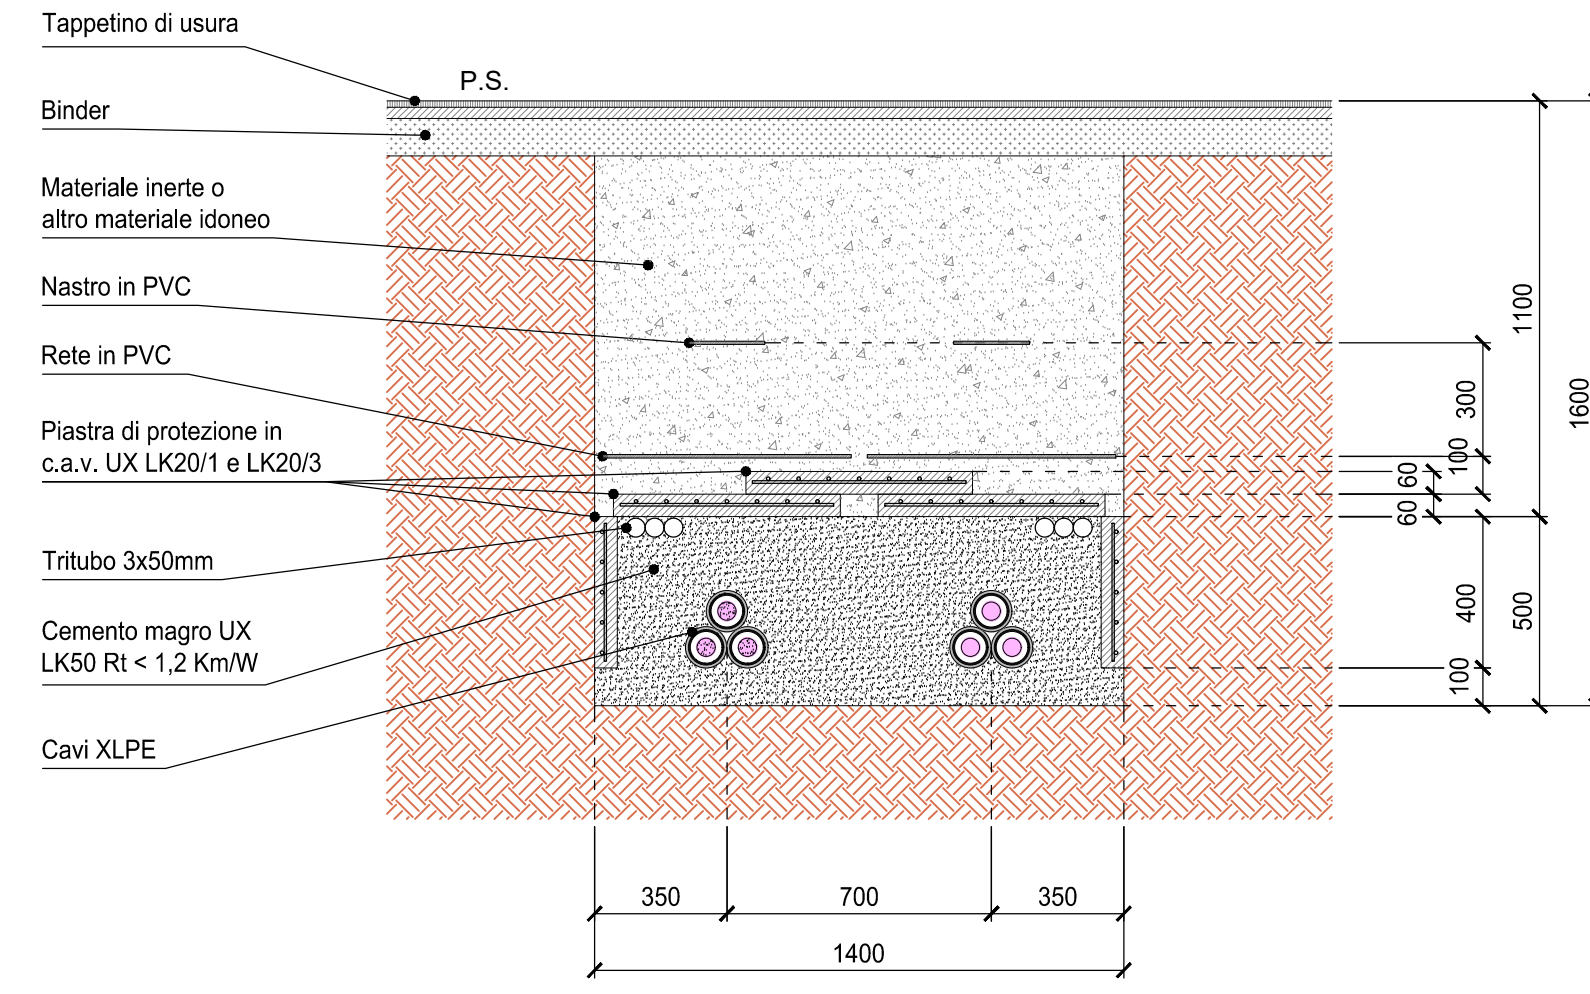 Tappetino di usura
P.S.
Binder
Materiale inerte o
altro materiale idoneo
Nastro in PVC
Rete in PVC
Piastra di protezione in
c.a.v. UX LK20/1 e LK20/3
Tritubo 3x50mm
Cemento magro UX
LK50 Rt < 1,2 Km/W
Cavi XLPE
1100
1600
300
100
60
60
400
500
100
350
700
350
1400